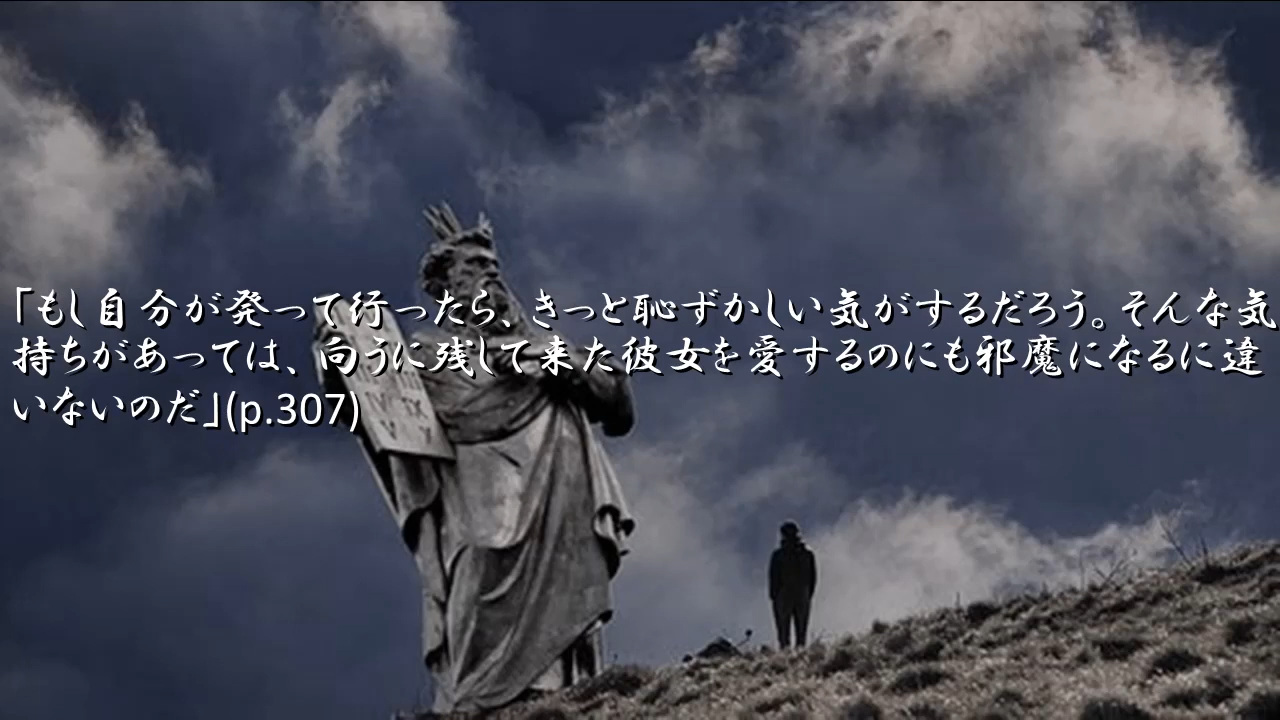 「もし自分が発って行ったら、きっと恥ずかしい気がするだろう。そんな気
持ちがあっては、向うに残して来た彼女を愛するのにも邪魔になるに違
いないのだ」(p.307)